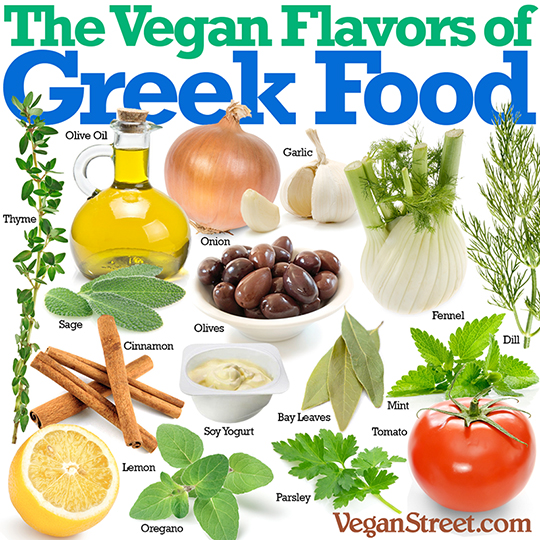 The Vegan Flavors of
Greek Food
Olive Oil
Garlic
Thyme
Onion
Fennel
Sage
Olives
Dill
Cinnamon
Soy Yogurt
Bay Leaves
Mint
Tomato
Lemon
Parsley
Oregano
VeganStreet.com